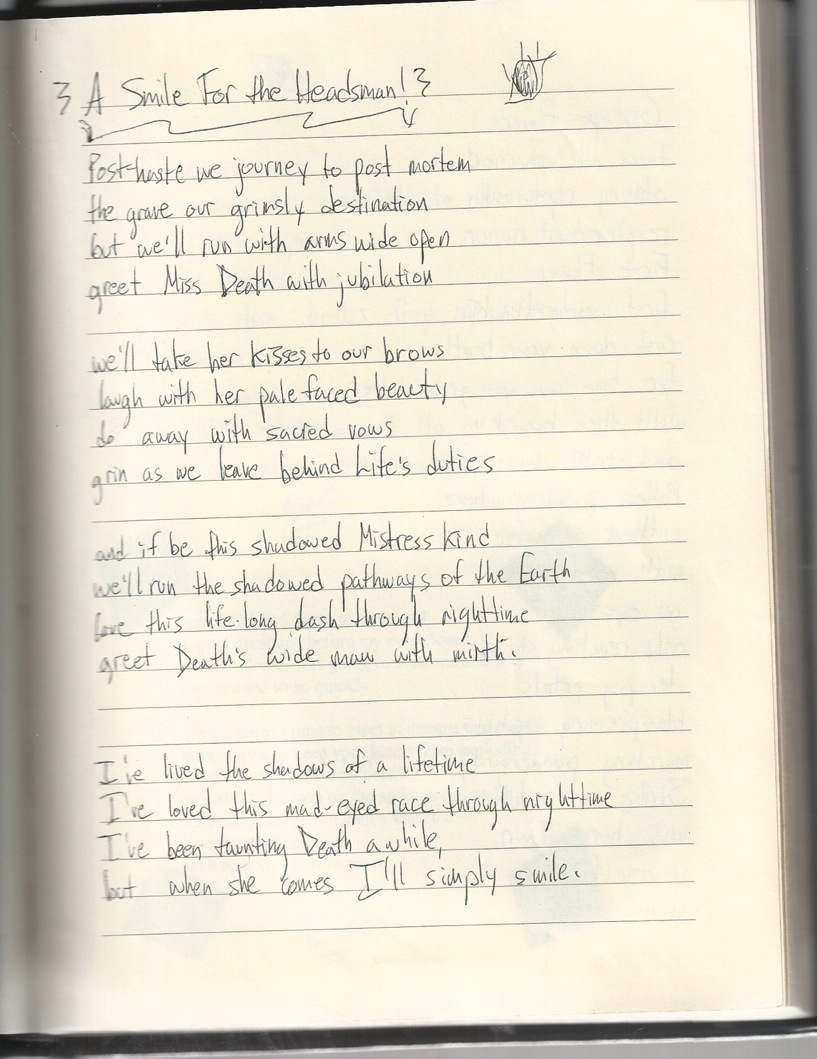 A Smile For the Headsman!
Post-haste we journey to post mortem
the grave our grimsly destination
but we'll run with arms wide open
greet Miss Death with jubilation
we'll take her kisses to our brows
laugh with her pale faced beauty
do away with sacred vows
grin as we leave behind Life's duties
and if be this shadowed Mistress kind
we'll run the shadowed pathways of the Earth
love this life-long dash through nighttime
greet Death's wide maw with mirth.
I've lived the shadows of a lifetime
I've loved this mad-eyed race through nighttime
I've been taunting Death awhile,
but when she comes I'll simply smile.